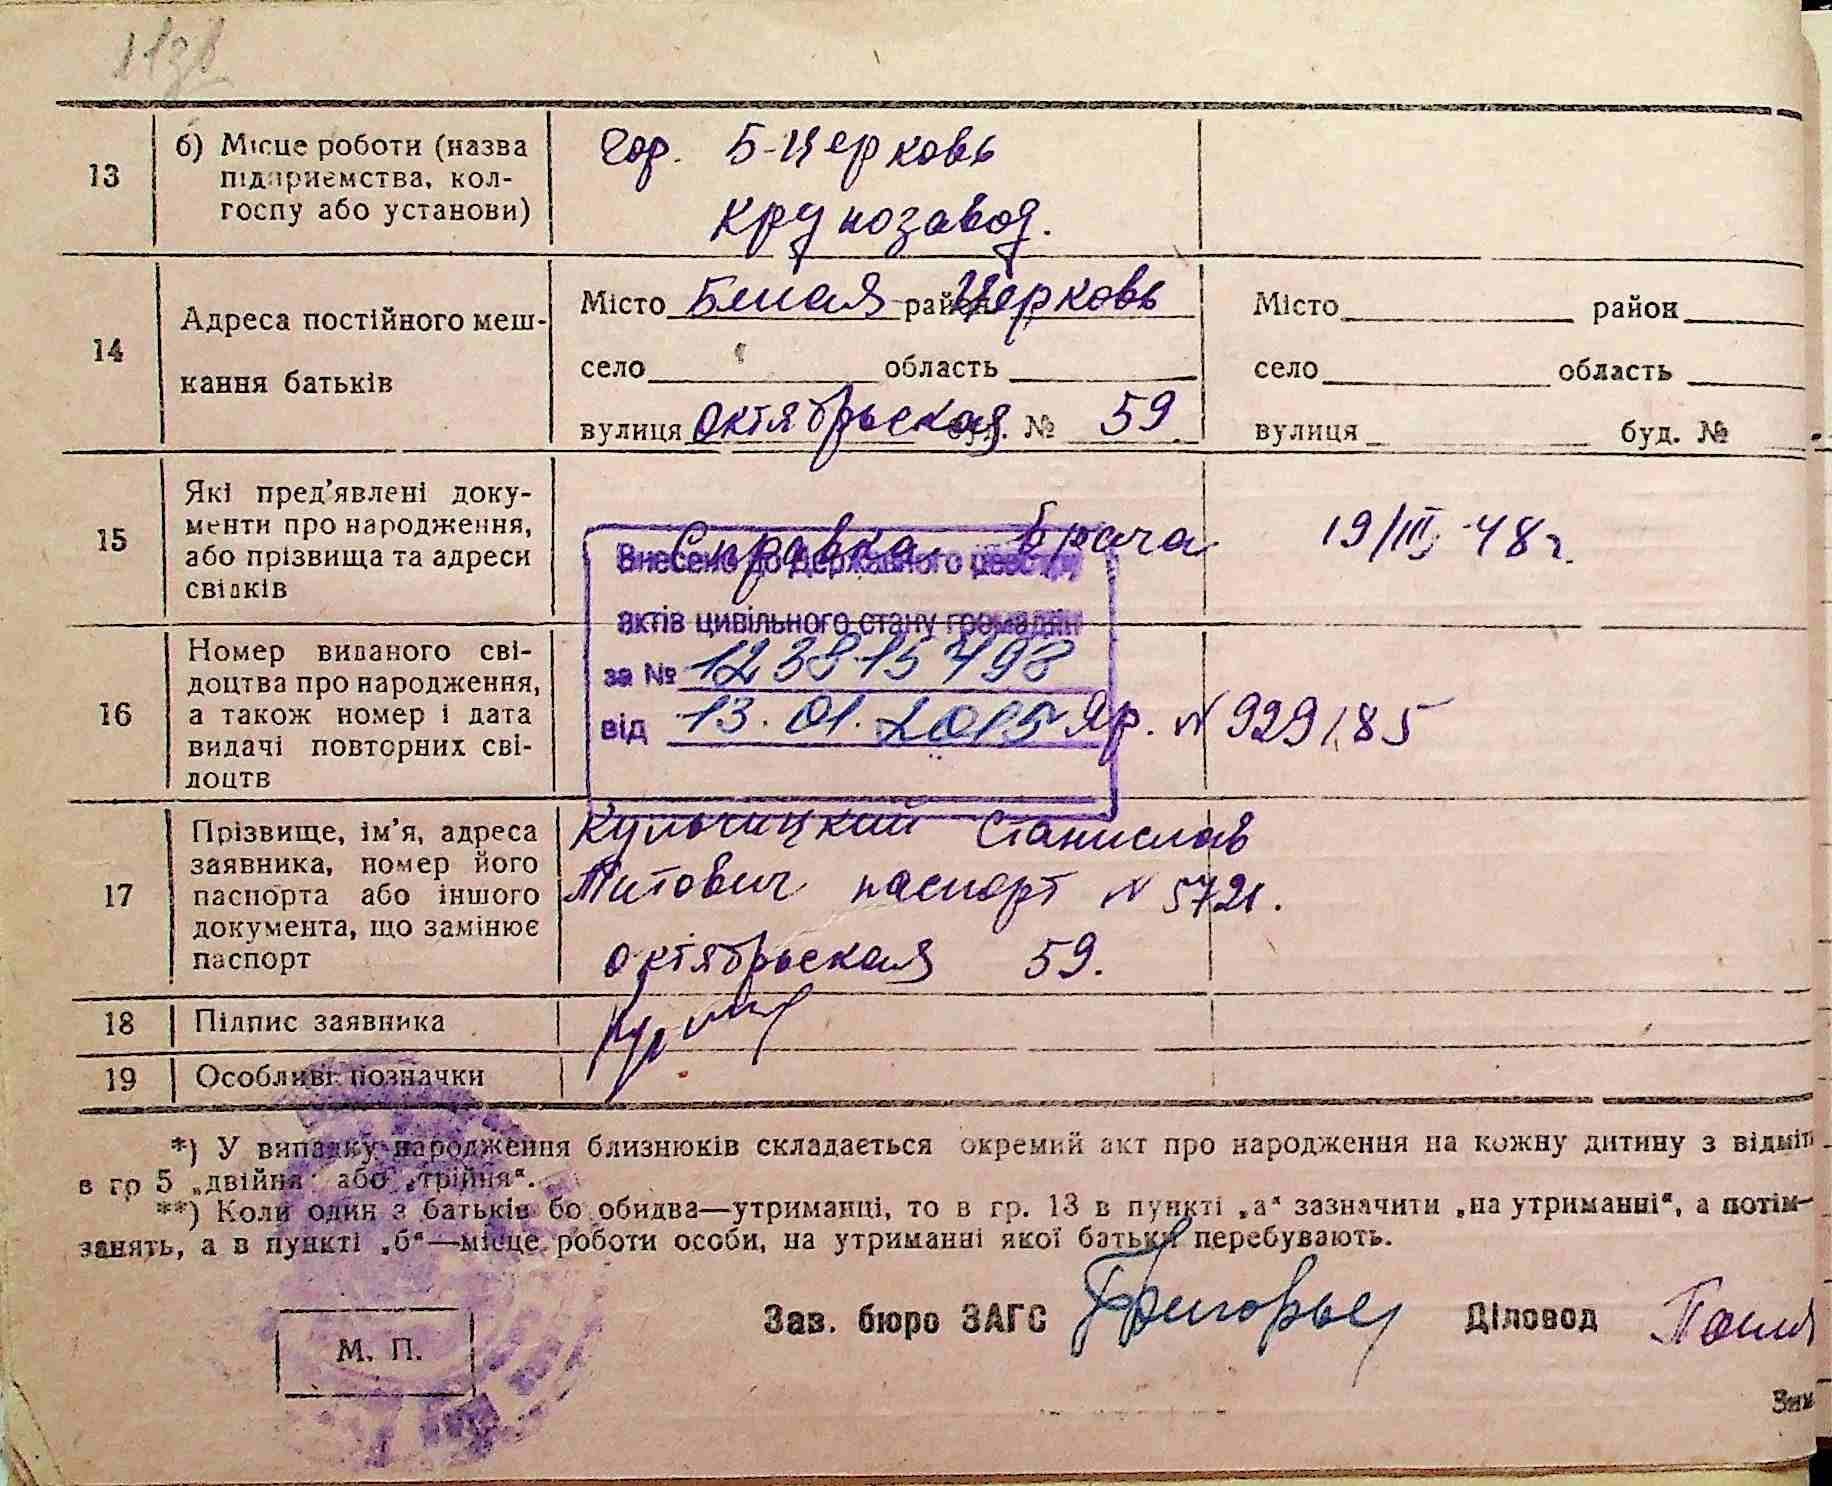 13 б) Місце роботи (назва підприємства, колгоспу або установи)
Гор. Б-Церковь
Крупозавод.
14 Адреса постійного мешкання батьків
Місто Белая район Церковь Місто район
село область село область
вулиця Октябрьская буд. № 59 вулиця буд. №
15 Які пред'явлені документи про народження, або прізвища та адреси свідків
Справка врача 19/III-48г.
Внесено до Державного реєстру
актів цивільного стану громадян
за № 123815498
від 13.01.2015
16 Номер виданого свідоцтва про народження, а також номер і дата видачі повторних свідоцтв
Яр. N 929185
17 Прізвище, ім'я, адреса заявника, номер його паспорта або іншого документа, що замінює паспорт
Кульчицкий Станислав
Титович паспорт N 5721.
Октябрьская 59.
18 Підпис заявника
19 Особливі позначки
*) У випадку народження близнюків складається окремий акт про народження на кожну дитину з відміт
в гр 5 „двійня" або „трійня".
**) Коли один з батьків бо обидва—утриманці, то в гр. 13 в пункті „а" зазначити „на утриманні", а потім—
занять, а в пункті „б"—місце роботи особи, на утриманні якої батьки перебувають.
Зав. бюро ЗАГС Діловод
М. П.